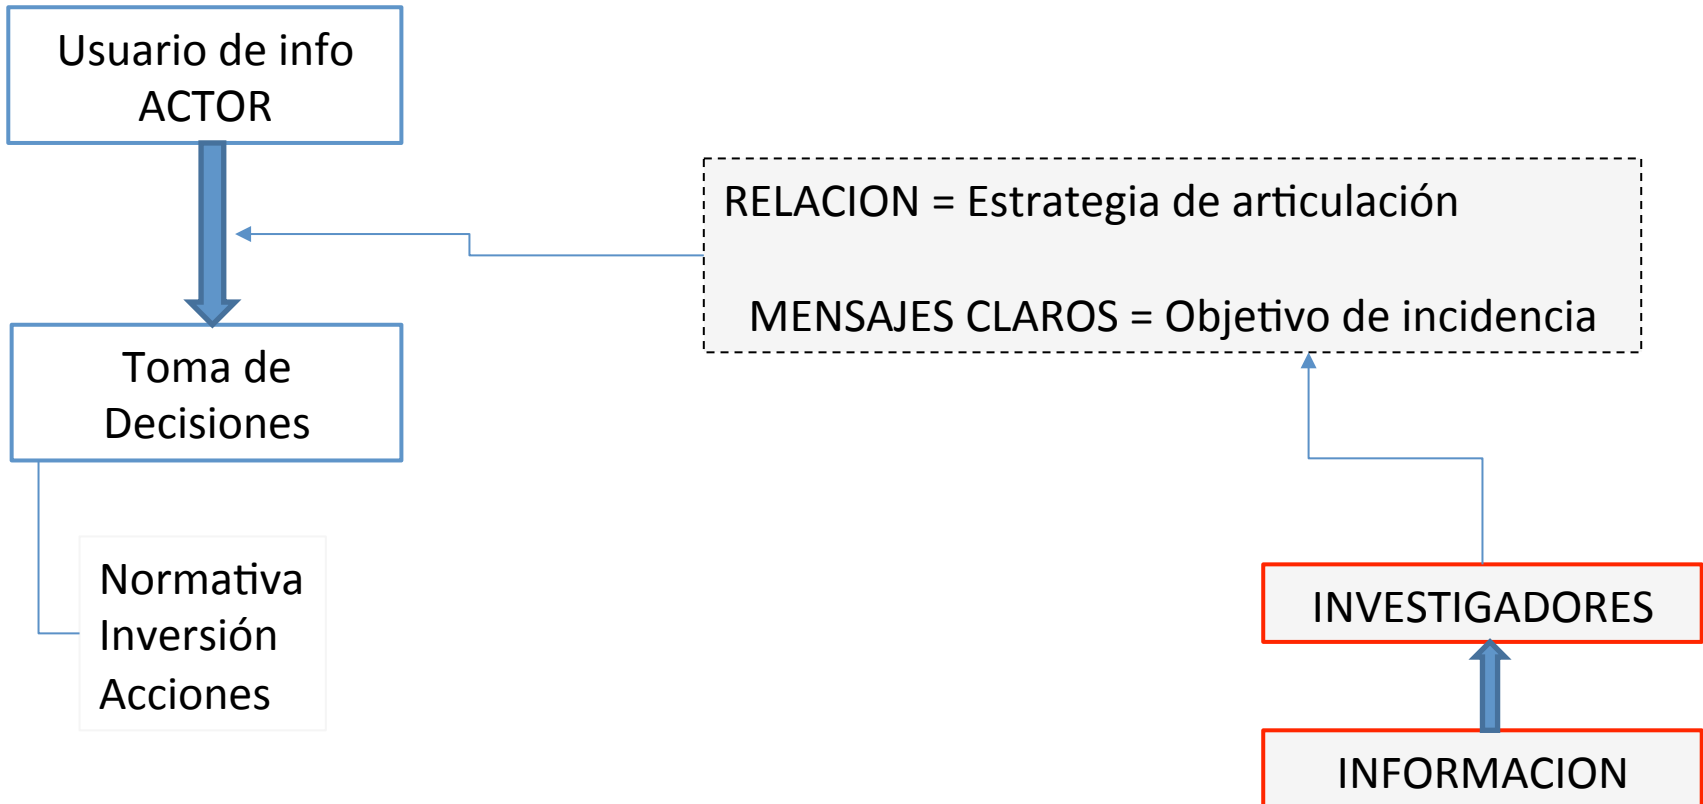 Usuario de info
ACTOR
RELACION = Estrategia de articulación
MENSAJES CLAROS = Objetivo de incidencia
Toma de
Decisiones
Normativa
Inversión
Acciones
INVESTIGADORES
INFORMACION